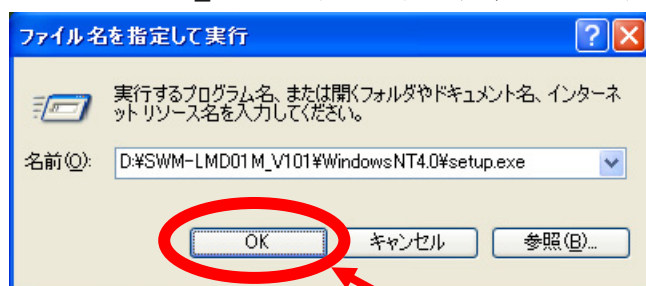 ファイル名を指定して実行
実行するプログラム名、または開くフォルダやドキュメント名、インターネ
ット リソース名を入力してください。
名前(O):
D:¥SWM-LMD01M_V101¥WindowsNT4.0¥setup.exe
OK
キャンセル
参照(B)...